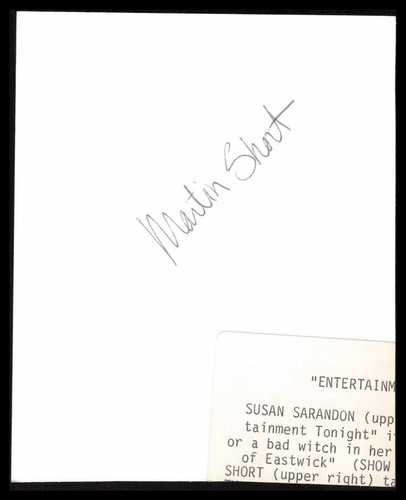 Martin Short
"ENTERTAINM
SUSAN SARANDON (upp
tainment Tonight" i
or a bad witch in her
of Eastwick" (SHOW
SHORT (upper right) ta